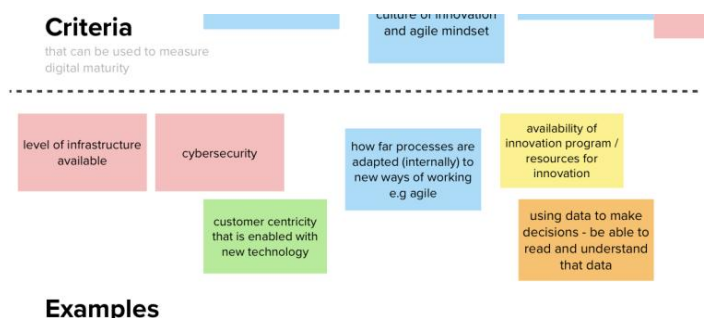 Criteria
that can be used to measure
digital maturity
culture of innovation
and agile mindset
level of infrastructure
available
cybersecurity
how far processes are
adapted (internally) to
new ways of working
e.g agile
availability of
innovation program /
resources for
innovation
customer centricity
that is enabled with
new technology
using data to make
decisions - be able to
read and understand
that data
Examples